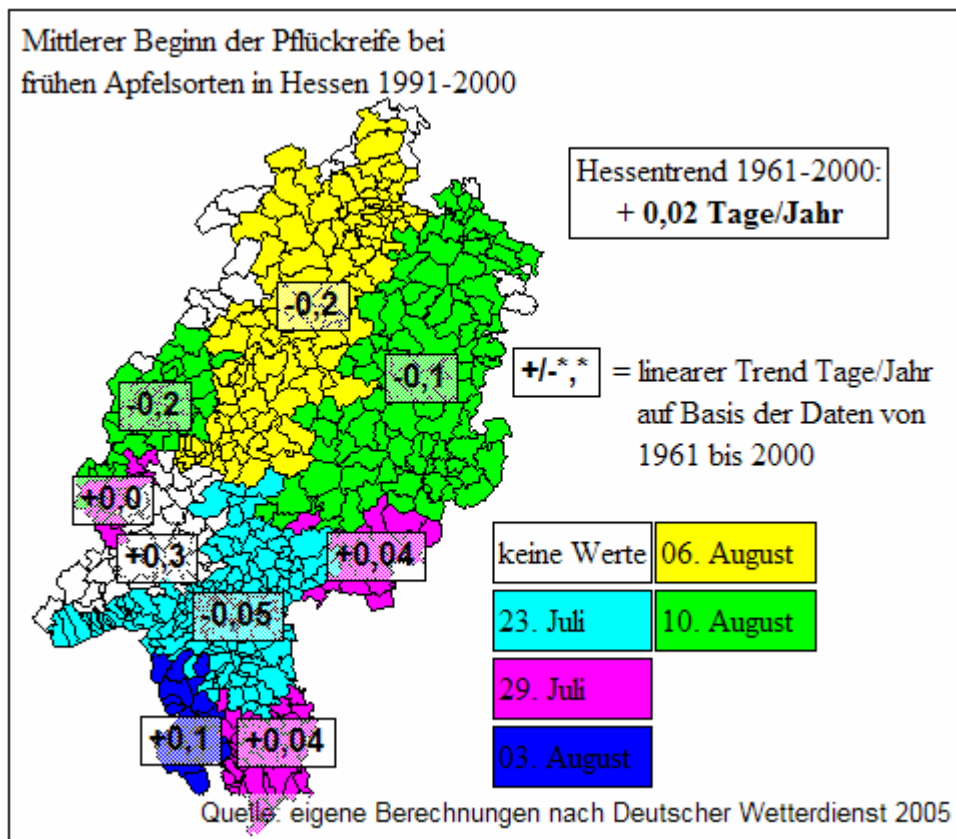 Mittlerer Beginn der Pflückreife bei
frühen Apfelsorten in Hessen 1991-2000
Hessentrend 1961-2000:
+ 0,02 Tage/Jahr
-0,2
-0,1
+/-*,* = linearer Trend Tage/Jahr
auf Basis der Daten von
1961 bis 2000
-0,2
+0,0
+0,3
+0,04
-0,05
+0,1
+0,04
keine Werte
06. August
23. Juli
10. August
29. Juli
03. August
Quelle: eigene Berechnungen nach Deutscher Wetterdienst 2005